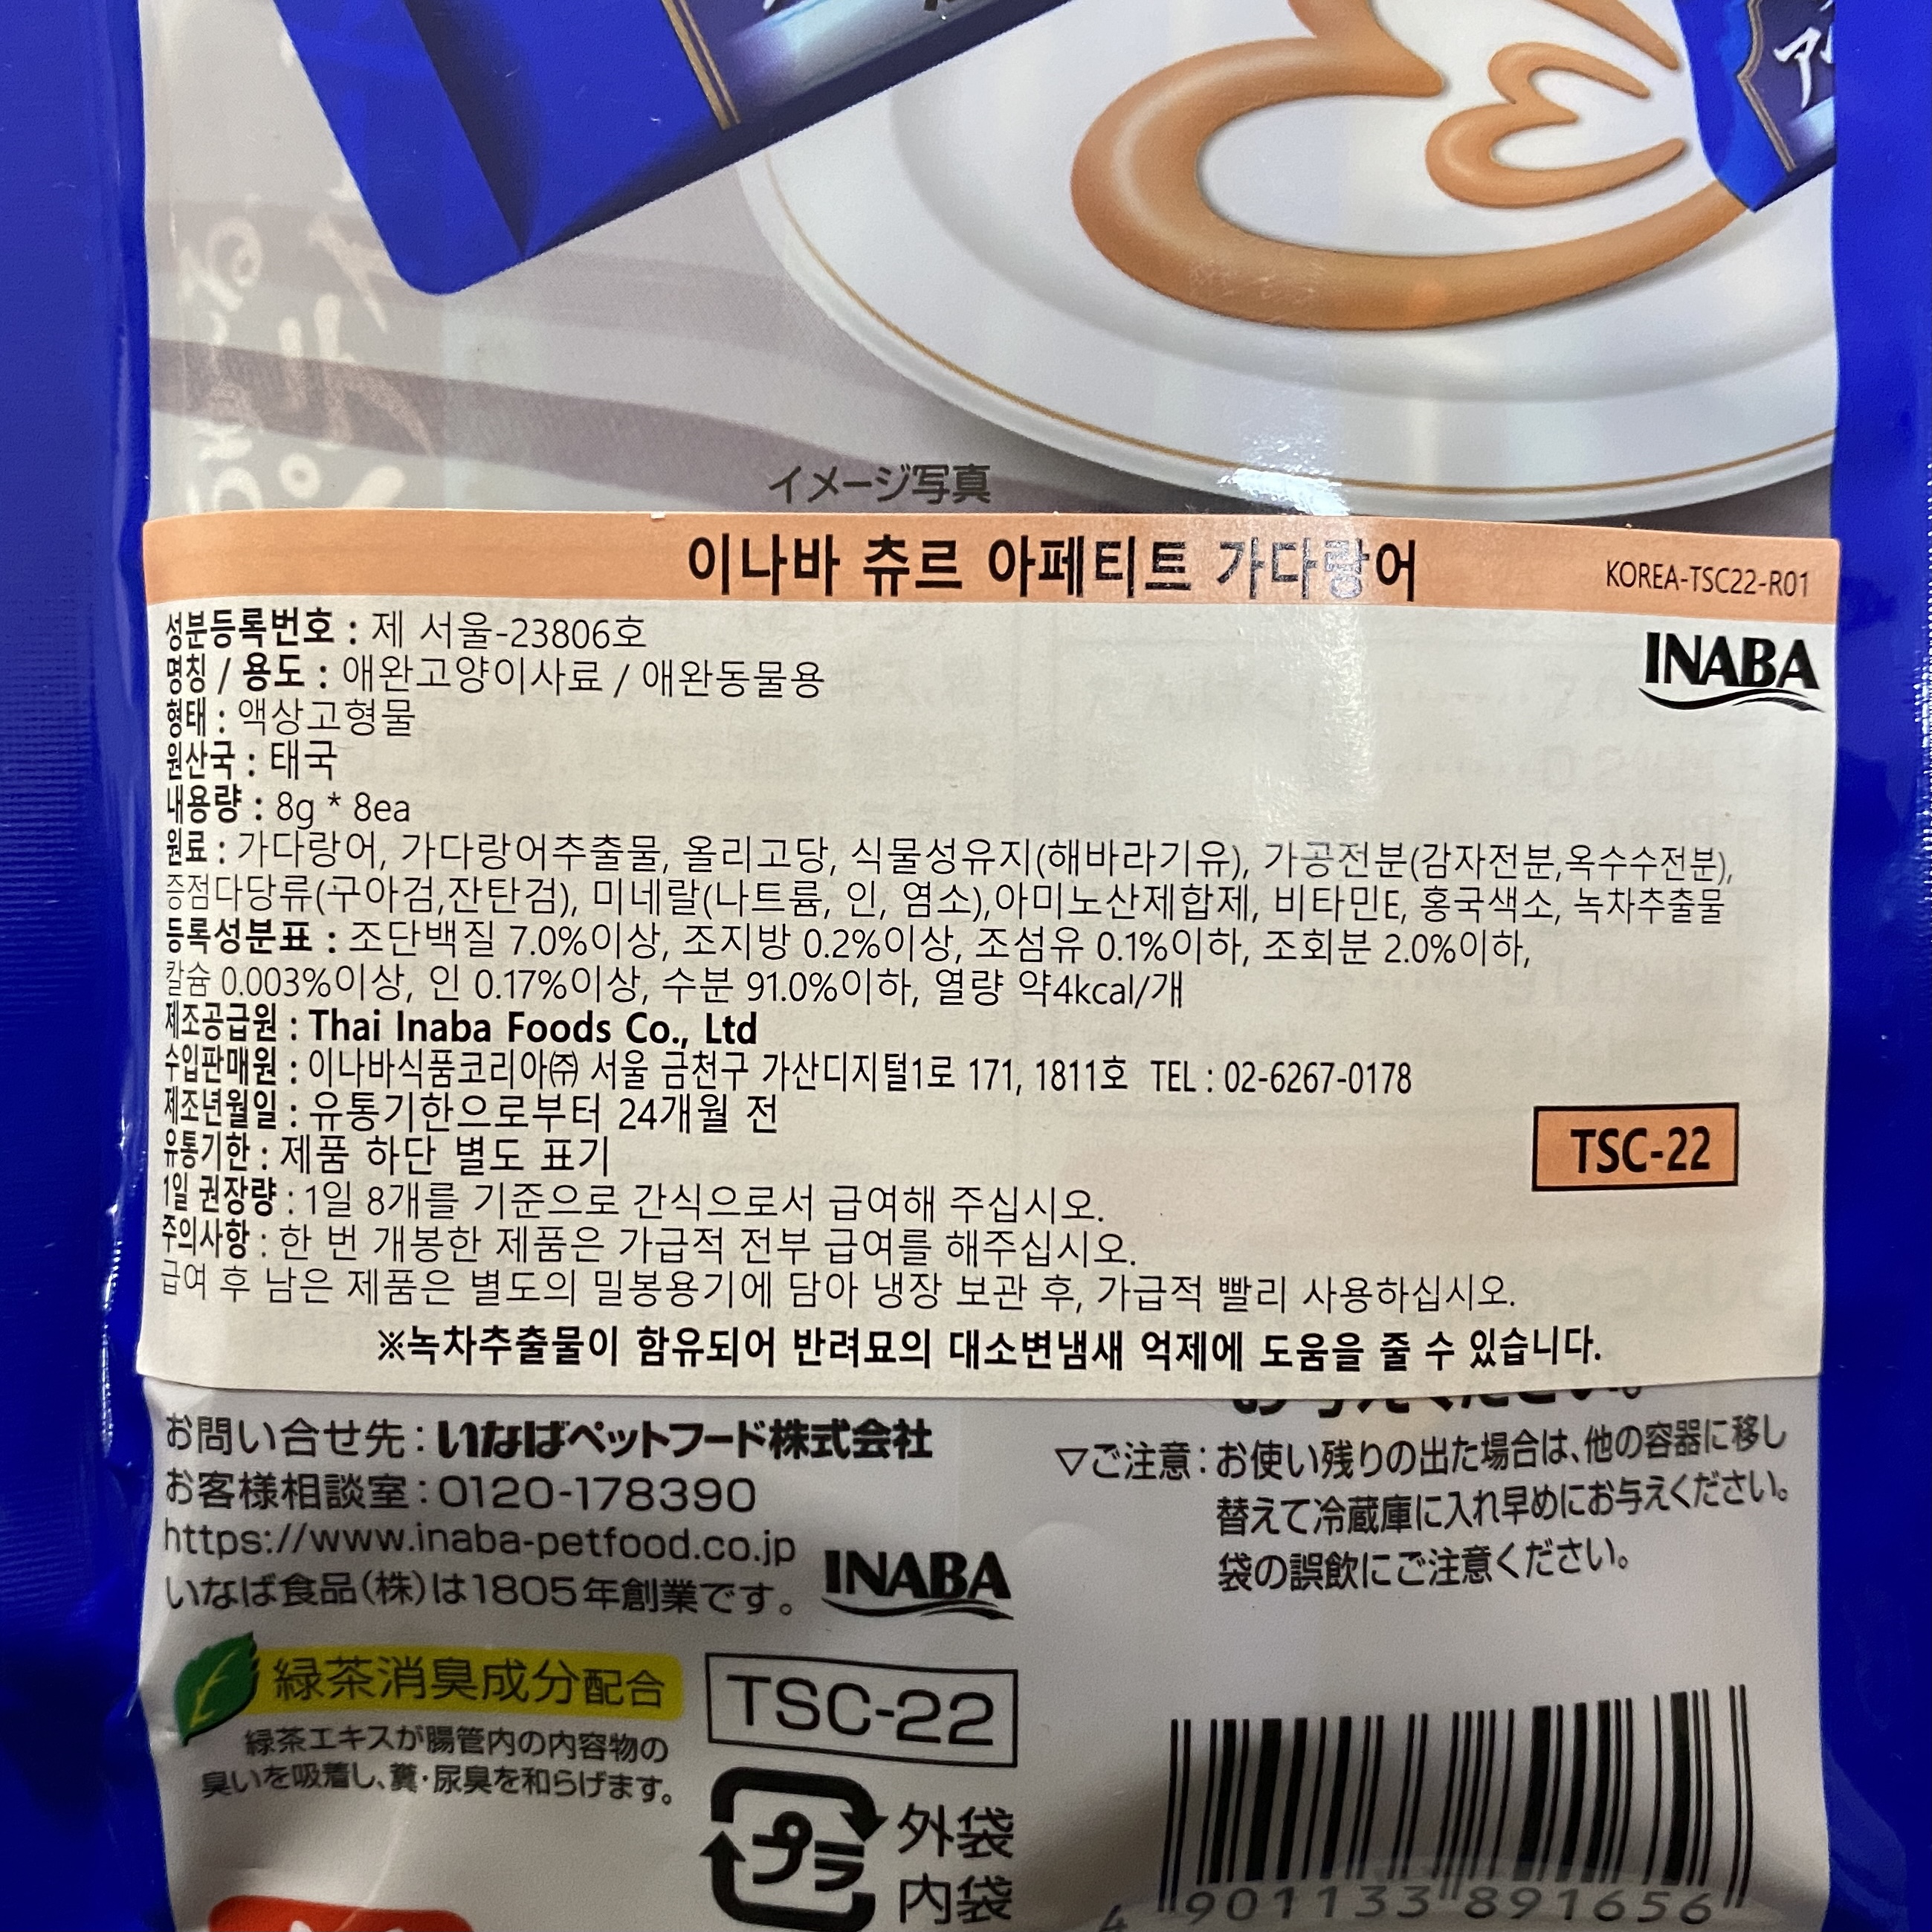 イメージ写真
이나바 츄르 아페티트 가다랑어
KOREA-TSC22-R01
성분등록번호 : 제 서울-23806호
INABA
명칭 / 용도 : 애완고양이사료 / 애완동물용
형태 : 액상고형물
원산국 : 태국
내용량 : 8g * 8ea
원료 : 가다랑어, 가다랑어추출물, 올리고당, 식물성유지(해바라기유), 가공전분(감자전분,옥수수전분),
증점다당류(구아검,잔탄검), 미네랄(나트륨, 인, 염소),아미노산제합제, 비타민E, 홍국색소, 녹차추출물
등록성분표 : 조단백질 7.0%이상, 조지방 0.2%이상, 조섬유 0.1%이하, 조회분 2.0%이하,
칼슘 0.003%이상, 인 0.17%이상, 수분 91.0%이하, 열량 약4kcal/개
제조공급원 : Thai Inaba Foods Co., Ltd
수입판매원 : 이나바식품코리아㈜ 서울 금천구 가산디지털1로 171, 1811호 TEL : 02-6267-0178
제조년월일 : 유통기한으로부터 24개월 전
유통기한 : 제품 하단 별도 표기
TSC-22
1일 권장량 : 1일 8개를 기준으로 간식으로서 급여해 주십시오.
주의사항 : 한 번 개봉한 제품은 가급적 전부 급여를 해주십시오.
급여 후 남은 제품은 별도의 밀봉용기에 담아 냉장 보관 후, 가급적 빨리 사용하십시오.
※녹차추출물이 함유되어 반려묘의 대소변냄새 억제에 도움을 줄 수 있습니다.
お問い合せ先:いなばペットフード株式会社
お客様相談室:0120-178390
https://www.inaba-petfood.co.jp
いなば食品(株)は1805年創業です。
INABA
▽ご注意:お使い残りの出た場合は、他の容器に移し
替えて冷蔵庫に入れ早めにお与えください。
袋の誤飲にご注意ください。
緑茶消臭成分配合
緑茶エキスが腸管内の内容物の
臭いを吸着し、糞・尿臭を和らげます。
TSC-22
プラ
外袋
内袋
4 901133 891656